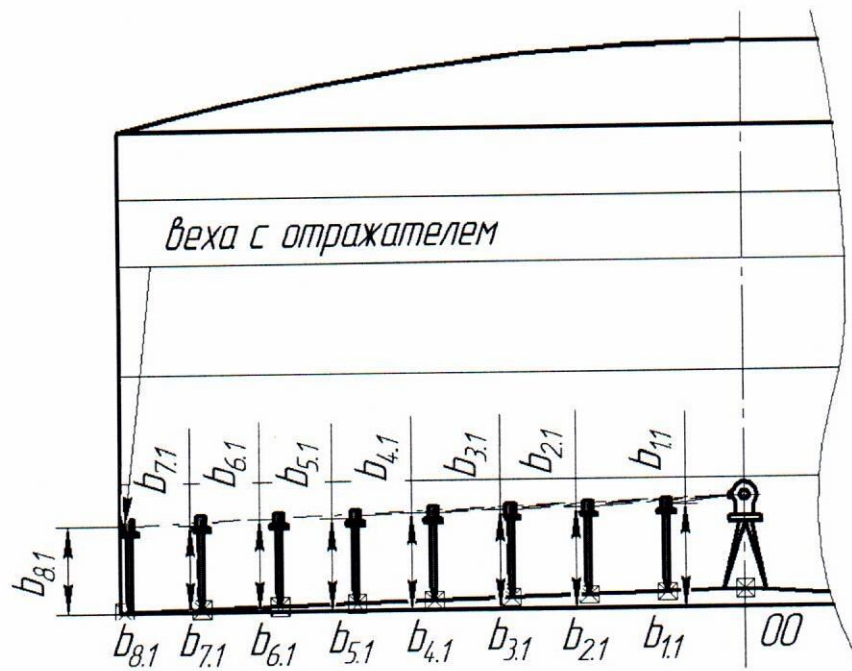 веха с отражателем
b7.1
b6.1
b5.1
b4.1
b3.1
b2.1
b1.1
b8.1
b8.1 b7.1 b6.1 b5.1 b4.1 b3.1 b2.1 b1.1 00